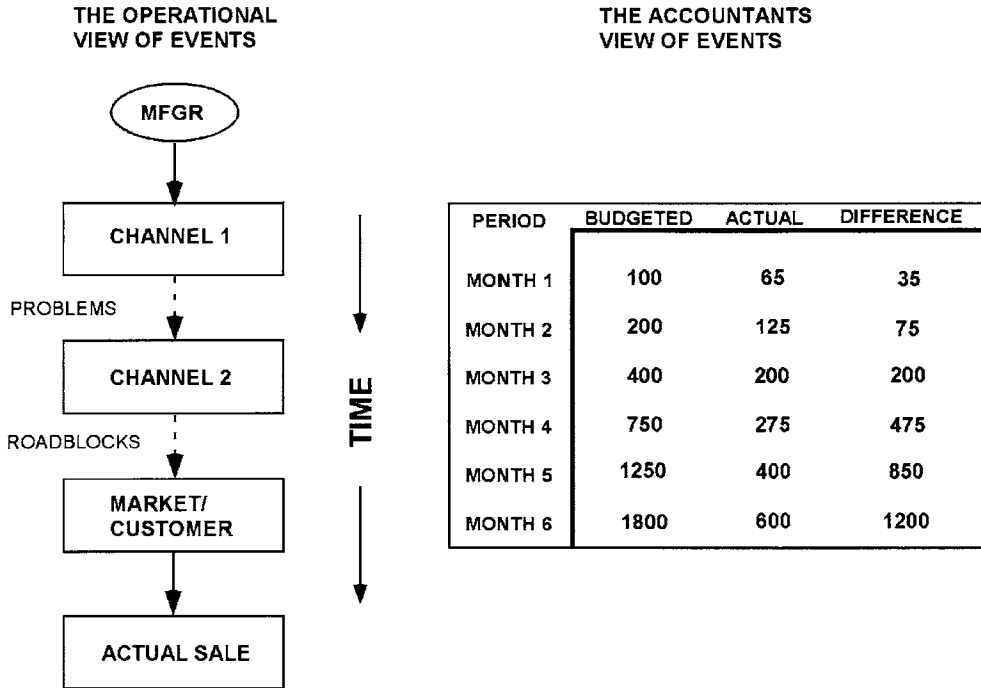 THE OPERATIONAL
VIEW OF EVENTS
MFGR
CHANNEL 1
PROBLEMS
CHANNEL 2
ROADBLOCKS
MARKET/
CUSTOMER
ACTUAL SALE
TIME
THE ACCOUNTANTS
VIEW OF EVENTS
PERIOD BUDGETED ACTUAL DIFFERENCE
MONTH 1 100 65 35
MONTH 2 200 125 75
MONTH 3 400 200 200
MONTH 4 750 275 475
MONTH 5 1250 400 850
MONTH 6 1800 600 1200